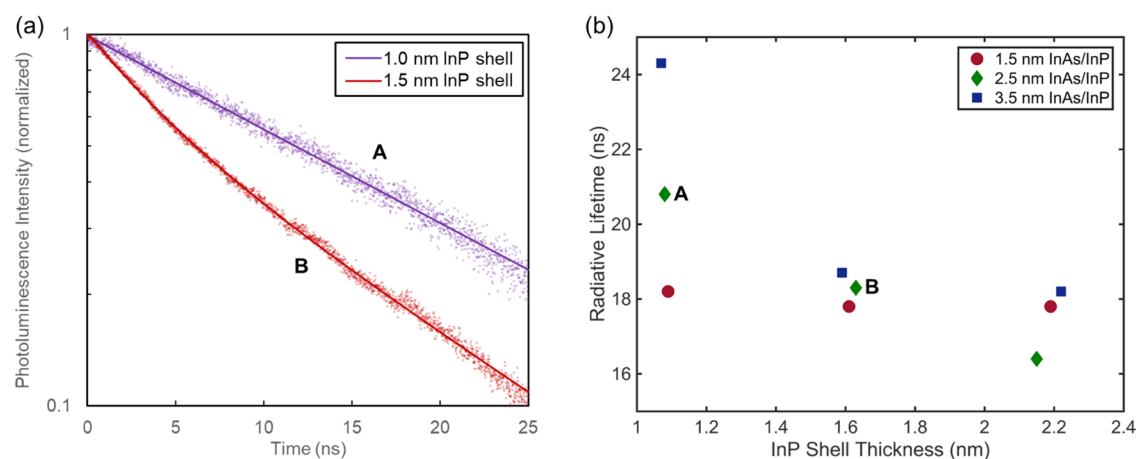 (a)
1
1.0 nm InP shell
1.5 nm InP shell
A
B
Photoluminescence Intensity (normalized)
0.1
0
5
10
15
20
25
Time (ns)
(b)
1.5 nm InAs/InP
2.5 nm InAs/InP
3.5 nm InAs/InP
24
22
20
18
16
Radiative Lifetime (ns)
A
B
1
1.2
1.4
1.6
1.8
2
2.2
2.4
InP Shell Thickness (nm)